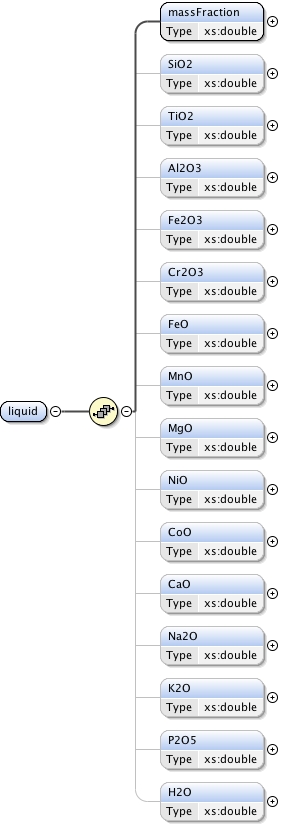 massFraction
Type xs:double
SiO2
Type xs:double
TiO2
Type xs:double
Al2O3
Type xs:double
Fe2O3
Type xs:double
Cr2O3
Type xs:double
FeO
Type xs:double
MnO
Type xs:double
liquid
MgO
Type xs:double
NiO
Type xs:double
CoO
Type xs:double
CaO
Type xs:double
Na2O
Type xs:double
K2O
Type xs:double
P2O5
Type xs:double
H2O
Type xs:double